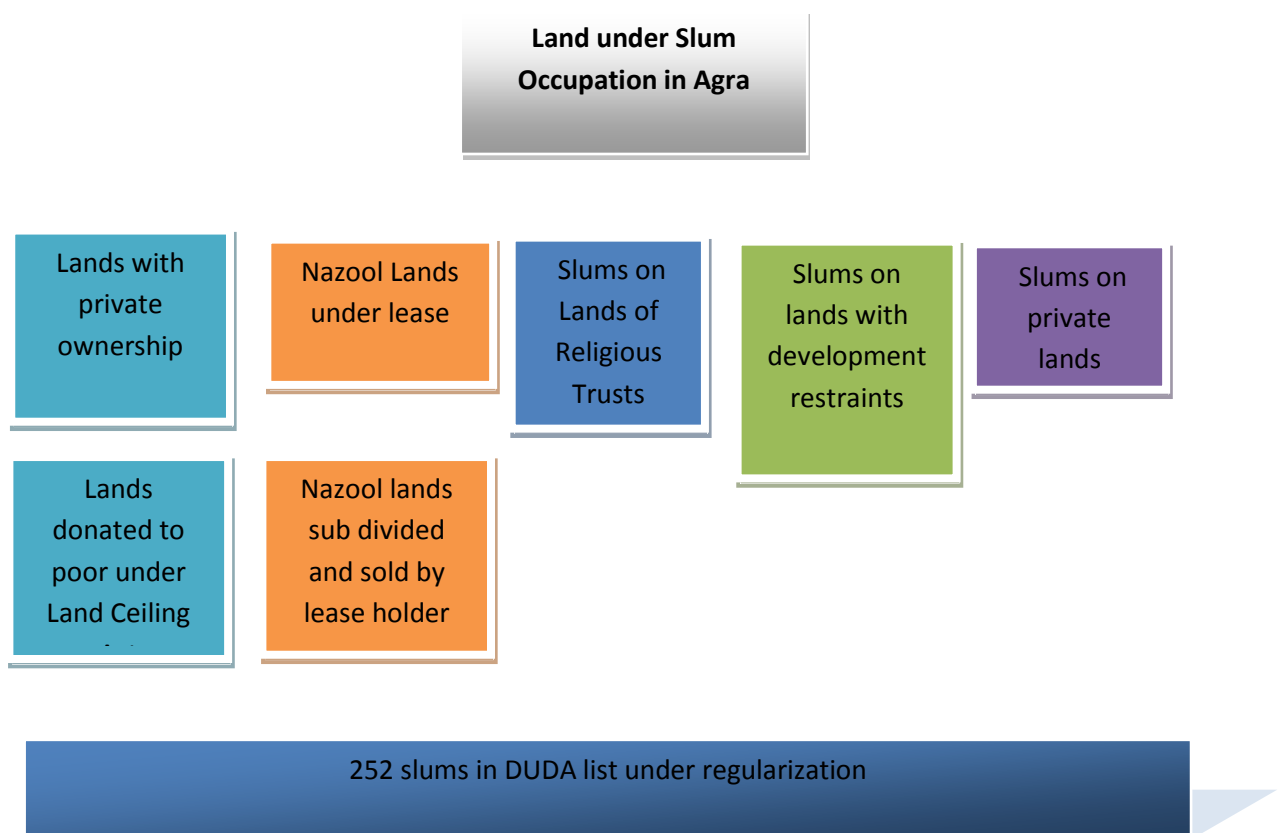 Land under Slum
Occupation in Agra
Lands with
private
ownership
Nazool Lands
under lease
Slums on
Lands of
Religious
Trusts
Slums on
lands with
development
restraints
Slums on
private
lands
Lands
donated to
poor under
Land Ceiling
Nazool lands
sub divided
and sold by
lease holder
252 slums in DUDA list under regularization